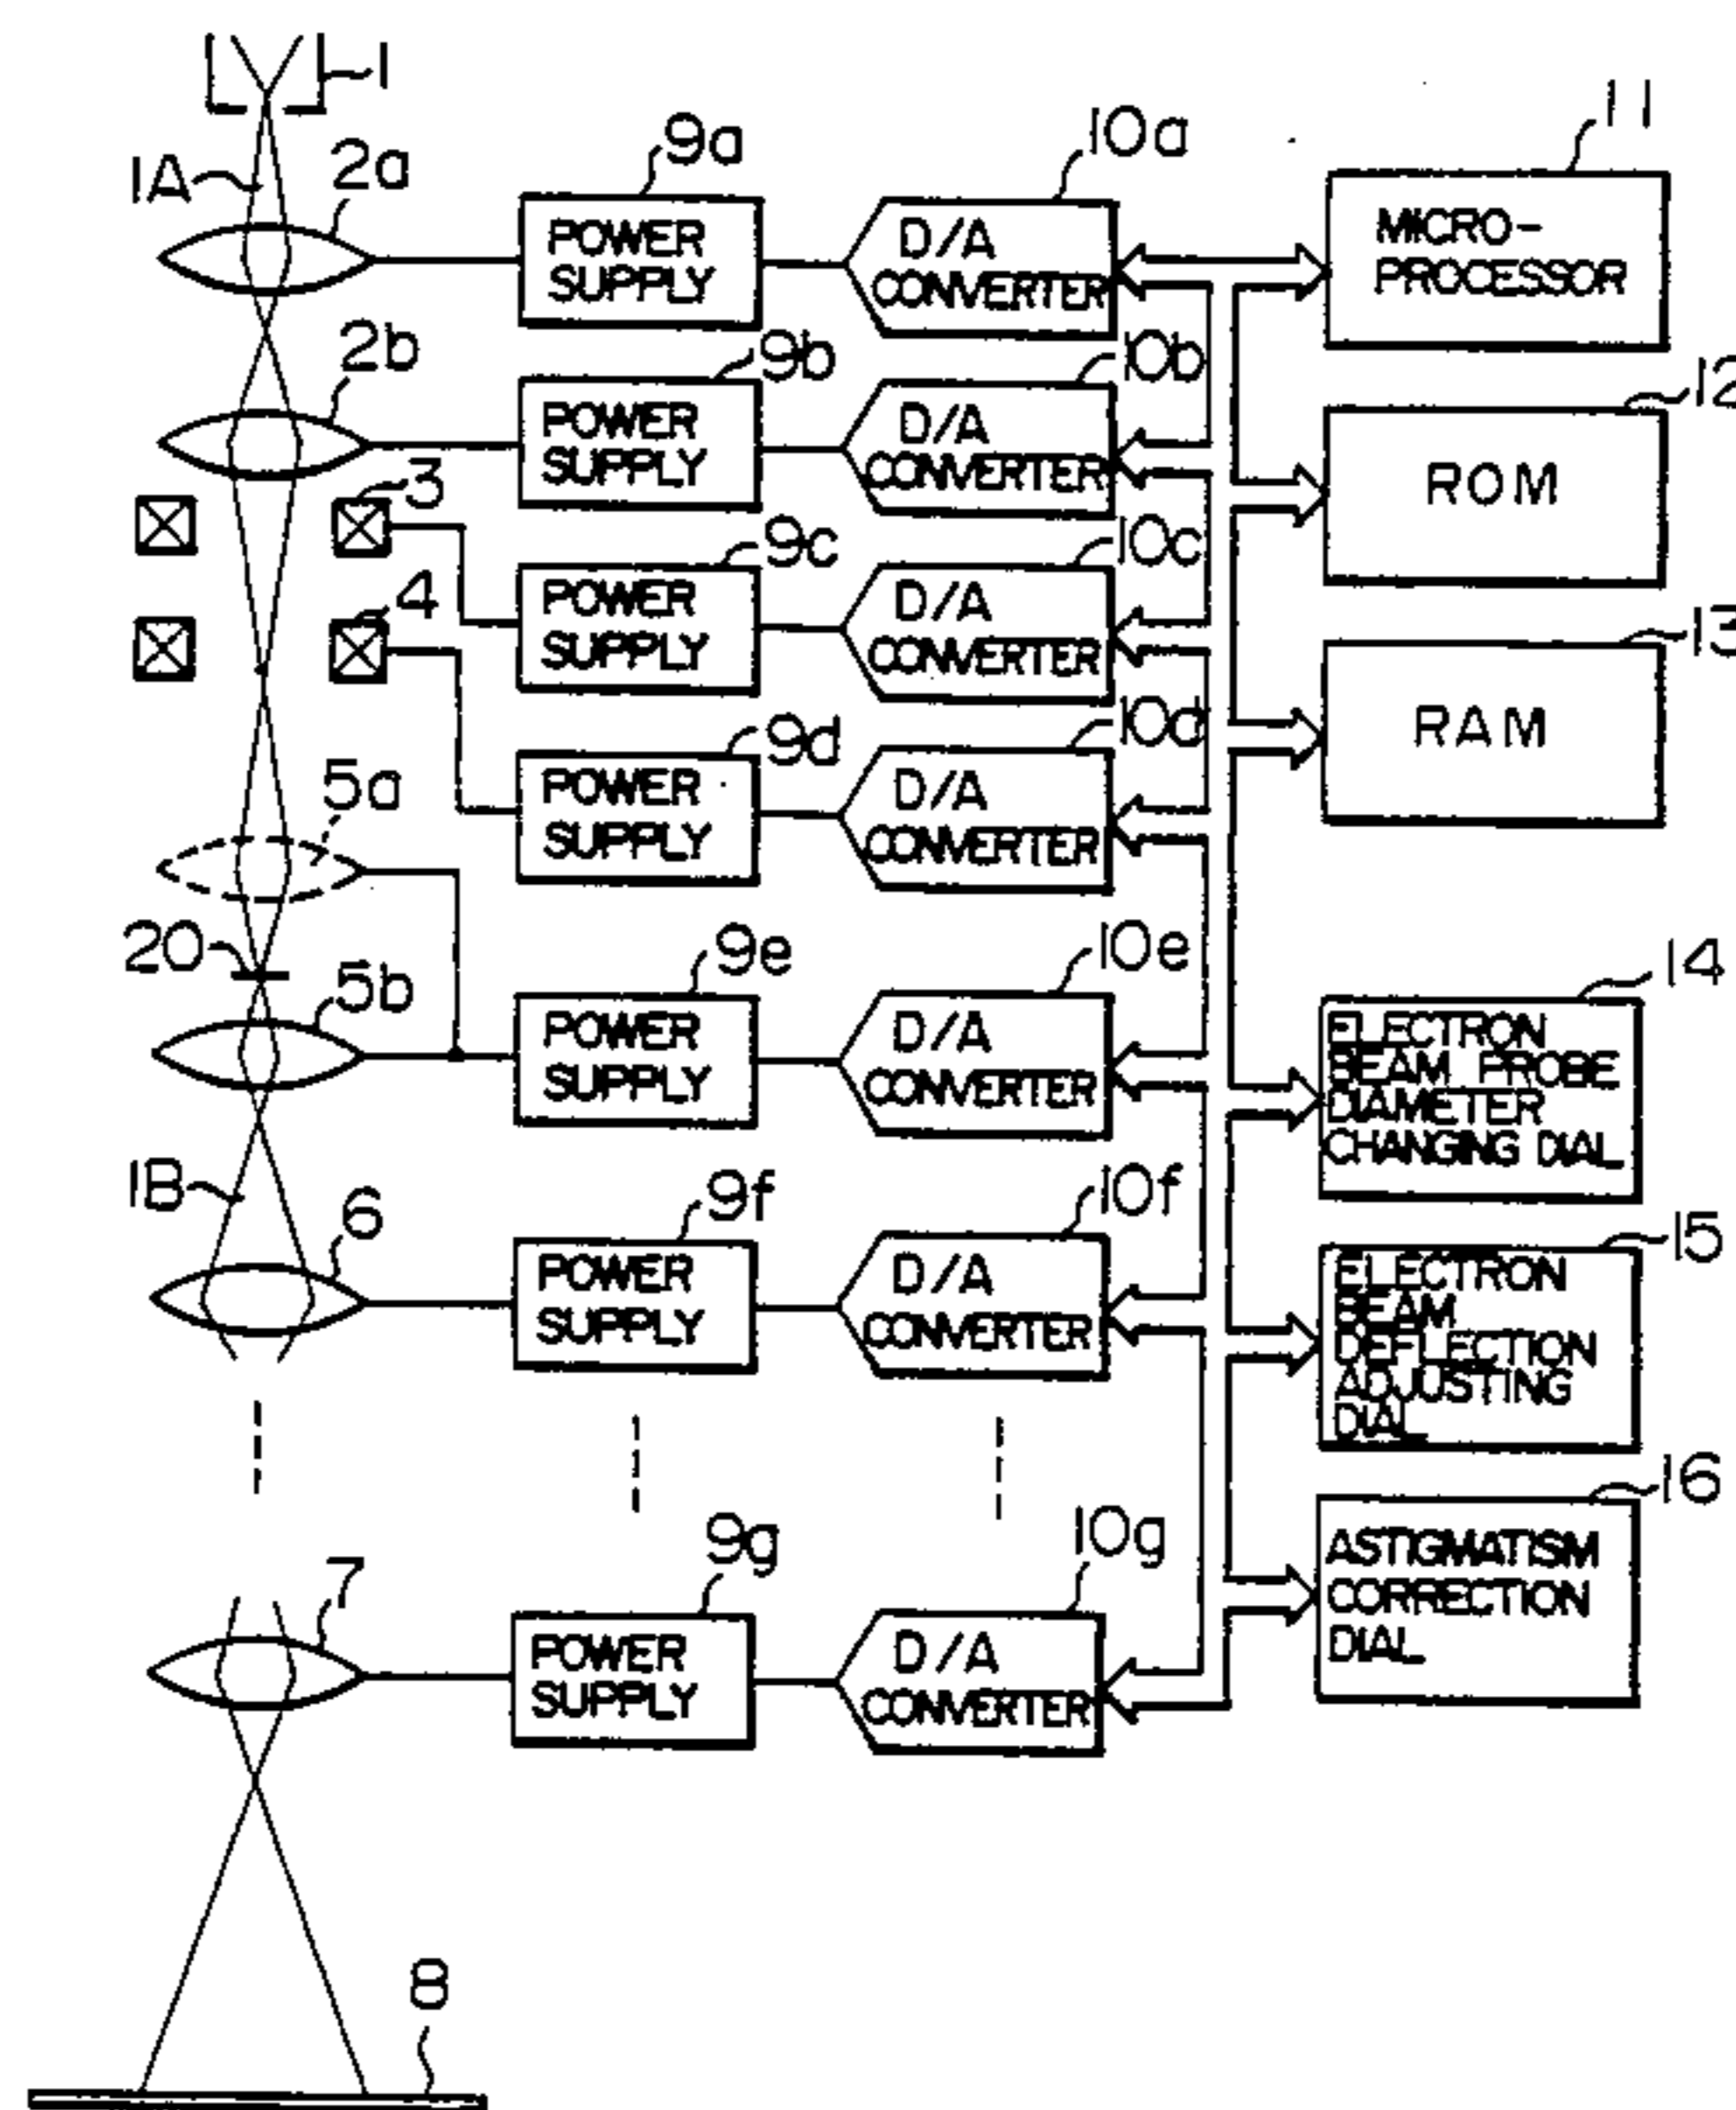 1
11
10a
9a
2a
1A
POWER
SUPPLY
D/A
CONVERTER
MICRO-
PROCESSOR
2b
9b
10b
12
POWER
SUPPLY
D/A
CONVERTER
ROM
3
9c
10c
4
POWER
SUPPLY
D/A
CONVERTER
13
RAM
9d
10d
5a
POWER
SUPPLY
D/A
CONVERTER
20
9e
10e
14
5b
POWER
SUPPLY
D/A
CONVERTER
ELECTRON
BEAM PROBE
DIAMETER
CHANGING DIAL
1B
6
9f
10f
15
POWER
SUPPLY
D/A
CONVERTER
ELECTRON
BEAM
DEFLECTION
ADJUSTING
DIAL
16
7
9g
10g
POWER
SUPPLY
D/A
CONVERTER
ASTIGMATISM
CORRECTION
DIAL
8